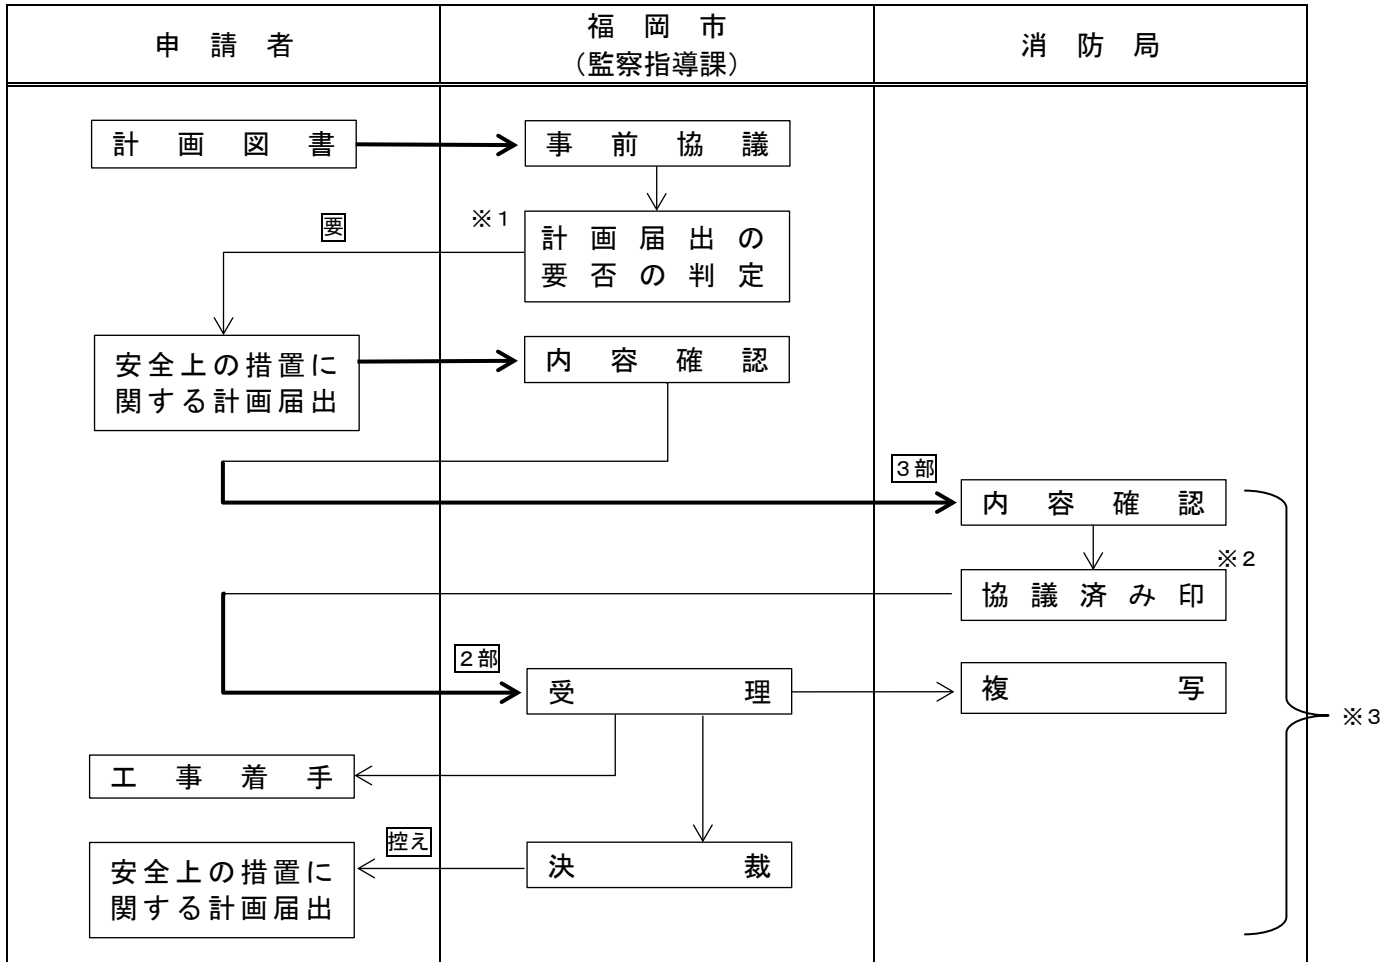 申請者
福岡市
（監察指導課）
消防局
計画図書
事前協議
※1
要
計画届出の
要否の判定
安全上の措置に
関する計画届出
内容確認
3部
内容確認
※2
協議済み印
2部
受理
複写
※3
工事着手
控え
決裁
安全上の措置に
関する計画届出